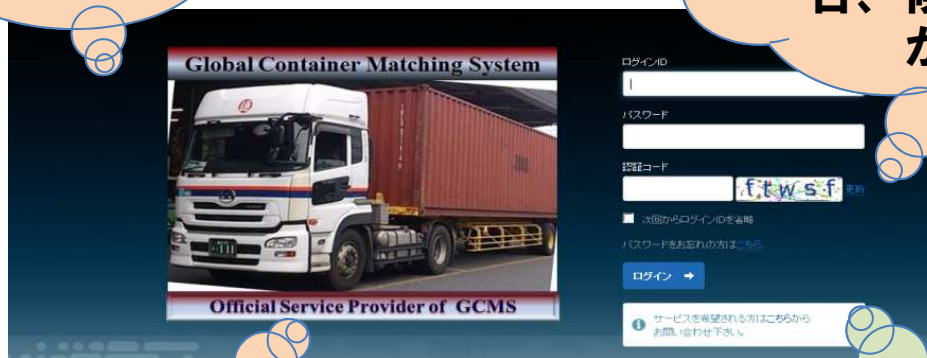 Global Container Matching System
Official Service Provider of GCMS
ログインID
パスワード
認証コード
ftwsf 更新
次回からログインIDを省略
パスワードをお忘れの方はこちら
ログイン
サービスを希望される方はこちらから
お問い合わせ下さい。